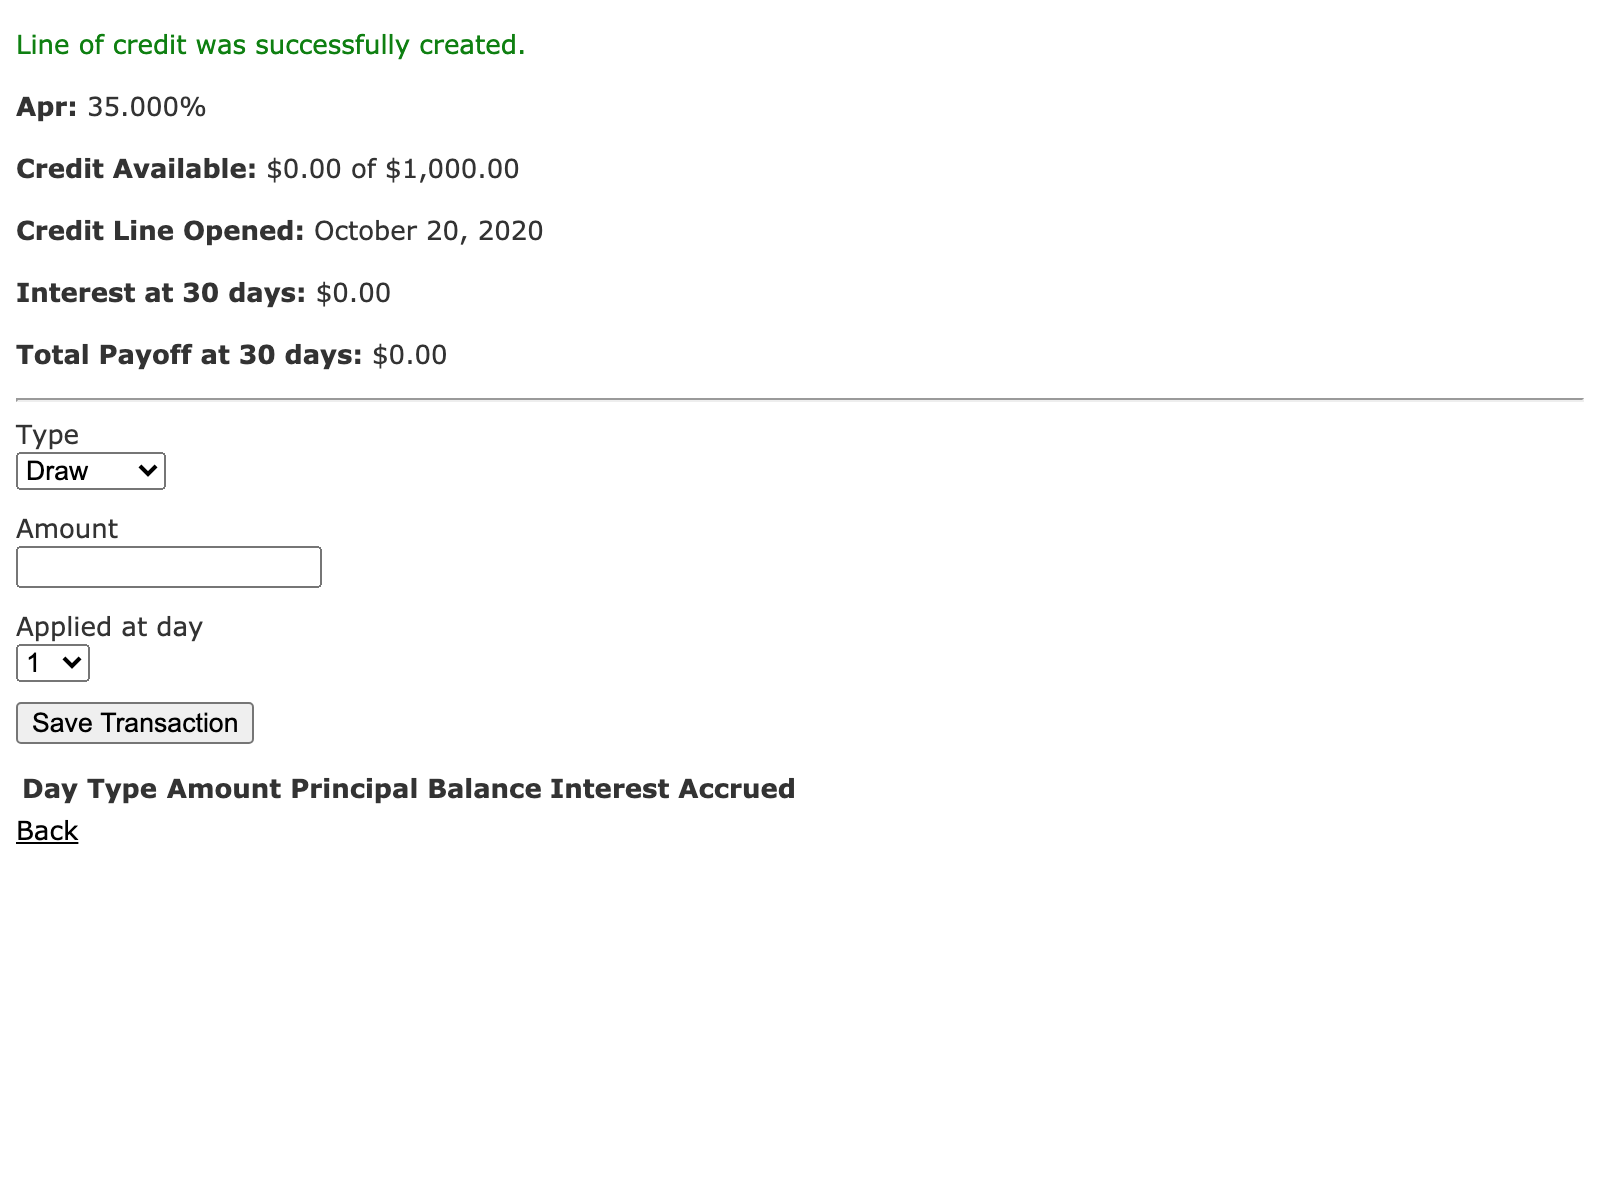 Line of credit was successfully created.
Apr: 35.000%
Credit Available: $0.00 of $1,000.00
Credit Line Opened: October 20, 2020
Interest at 30 days: $0.00
Total Payoff at 30 days: $0.00
Type
Draw
Amount
Applied at day
1
Save Transaction
Day Type Amount Principal Balance Interest Accrued
Back